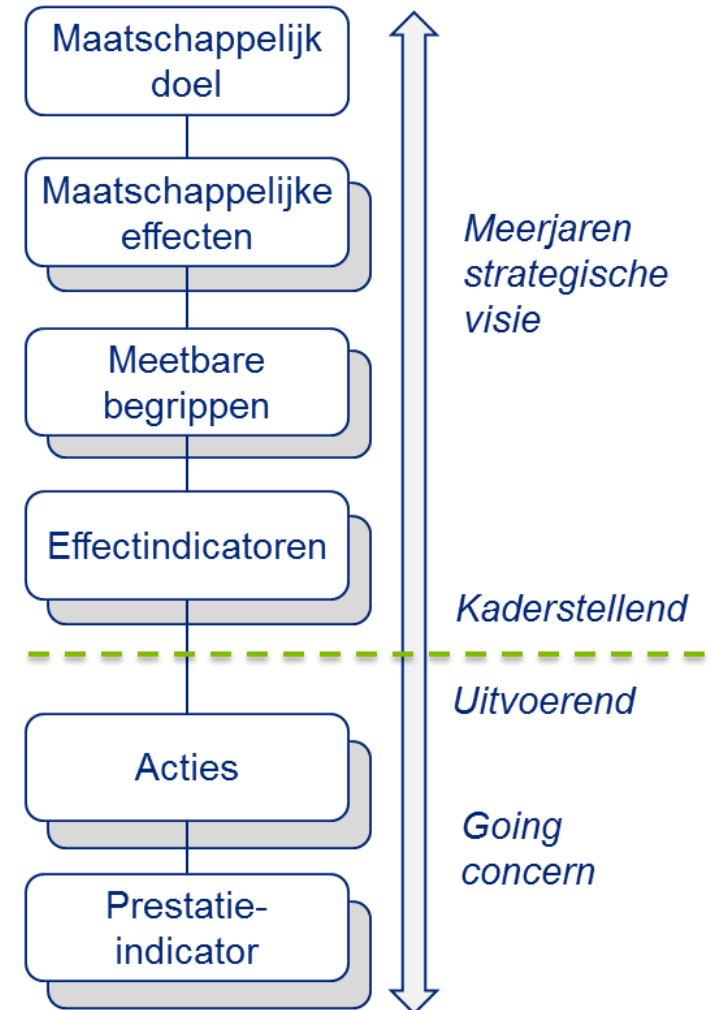 Maatschappelijk
doel
Maatschappelijke
effecten
Meerjaren
strategische
visie
Meetbare
begrippen
Effectindicatoren
Kaderstellend
Uitvoerend
Acties
Going
concern
Prestatie-
indicator